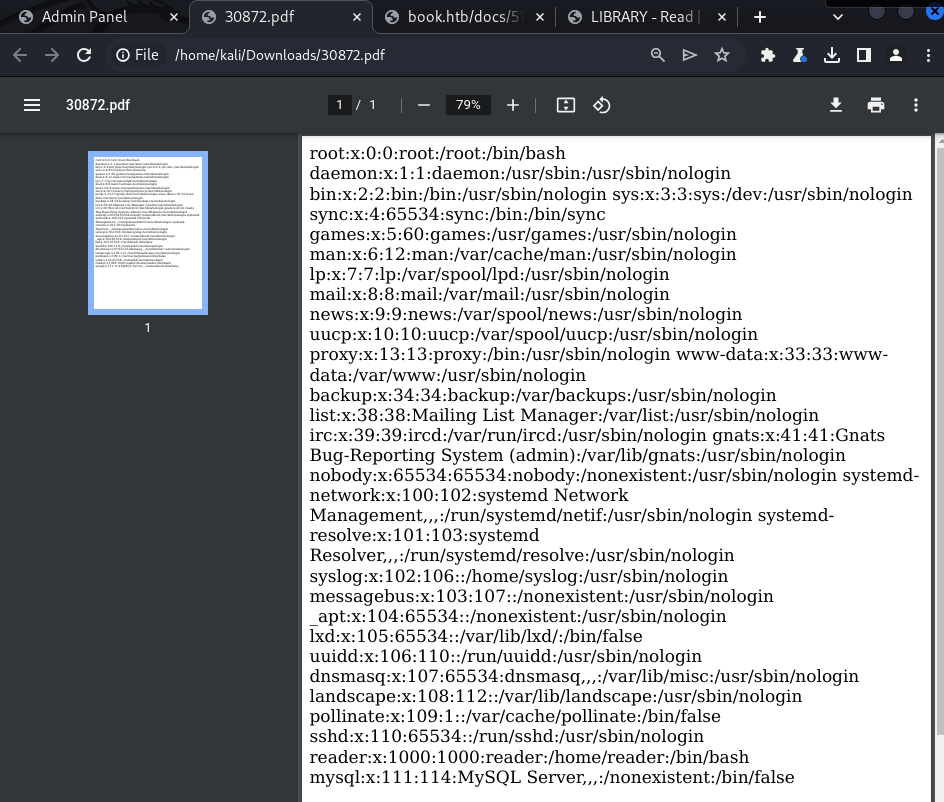 Admin Panel
30872.pdf
book.htb/docs/51
LIBRARY - Read |
File
/home/kali/Downloads/30872.pdf
30872.pdf
1 / 1
79%
1
root:x:0:0:root:/root:/bin/bash
daemon:x:1:1:daemon:/usr/sbin:/usr/sbin/nologin
bin:x:2:2:bin:/bin:/usr/sbin/nologin sys:x:3:3:sys:/dev:/usr/sbin/nologin
sync:x:4:65534:sync:/bin:/bin/sync
games:x:5:60:games:/usr/games:/usr/sbin/nologin
man:x:6:12:man:/var/cache/man:/usr/sbin/nologin
lp:x:7:7:lp:/var/spool/lpd:/usr/sbin/nologin
mail:x:8:8:mail:/var/mail:/usr/sbin/nologin
news:x:9:9:news:/var/spool/news:/usr/sbin/nologin
uucp:x:10:10:uucp:/var/spool/uucp:/usr/sbin/nologin
proxy:x:13:13:proxy:/bin:/usr/sbin/nologin www-data:x:33:33:www-
data:/var/www:/usr/sbin/nologin
backup:x:34:34:backup:/var/backups:/usr/sbin/nologin
list:x:38:38:Mailing List Manager:/var/list:/usr/sbin/nologin
irc:x:39:39:ircd:/var/run/ircd:/usr/sbin/nologin gnats:x:41:41:Gnats
Bug-Reporting System (admin):/var/lib/gnats:/usr/sbin/nologin
nobody:x:65534:65534:nobody:/nonexistent:/usr/sbin/nologin systemd-
network:x:100:102:systemd Network
Management,,,:/run/systemd/netif:/usr/sbin/nologin systemd-
resolve:x:101:103:systemd
Resolver,,,:/run/systemd/resolve:/usr/sbin/nologin
syslog:x:102:106::/home/syslog:/usr/sbin/nologin
messagebus:x:103:107::/nonexistent:/usr/sbin/nologin
_apt:x:104:65534::/nonexistent:/usr/sbin/nologin
lxd:x:105:65534::/var/lib/lxd/:/bin/false
uuidd:x:106:110::/run/uuidd:/usr/sbin/nologin
dnsmasq:x:107:65534:dnsmasq,,,:/var/lib/misc:/usr/sbin/nologin
landscape:x:108:112::/var/lib/landscape:/usr/sbin/nologin
pollinate:x:109:1::/var/cache/pollinate:/bin/false
sshd:x:110:65534::/run/sshd:/usr/sbin/nologin
reader:x:1000:1000:reader:/home/reader:/bin/bash
mysql:x:111:114:MySQL Server,,,:/nonexistent:/bin/false